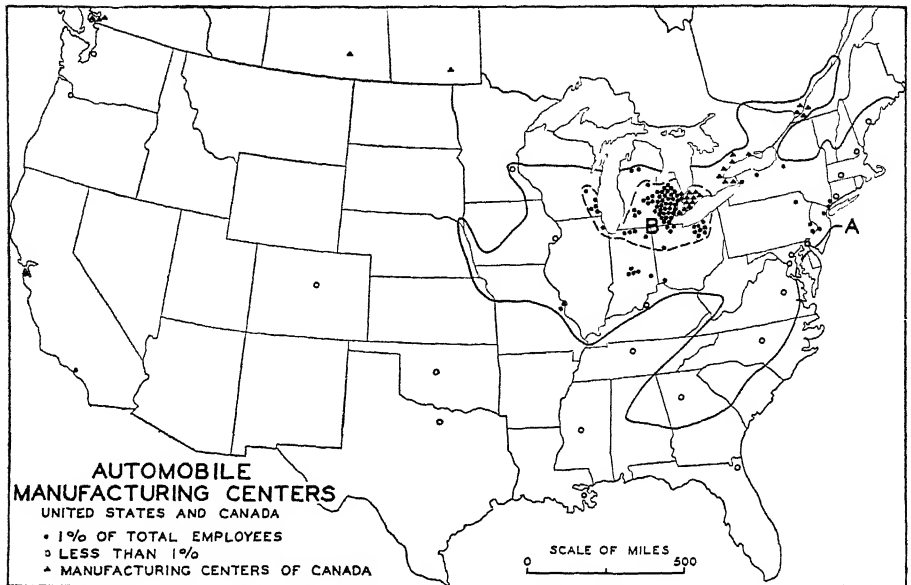 B
A
AUTOMOBILE
MANUFACTURING CENTERS
UNITED STATES AND CANADA
• 1% OF TOTAL EMPLOYEES
o LESS THAN 1%
▲ MANUFACTURING CENTERS OF CANADA
SCALE OF MILES
0 500